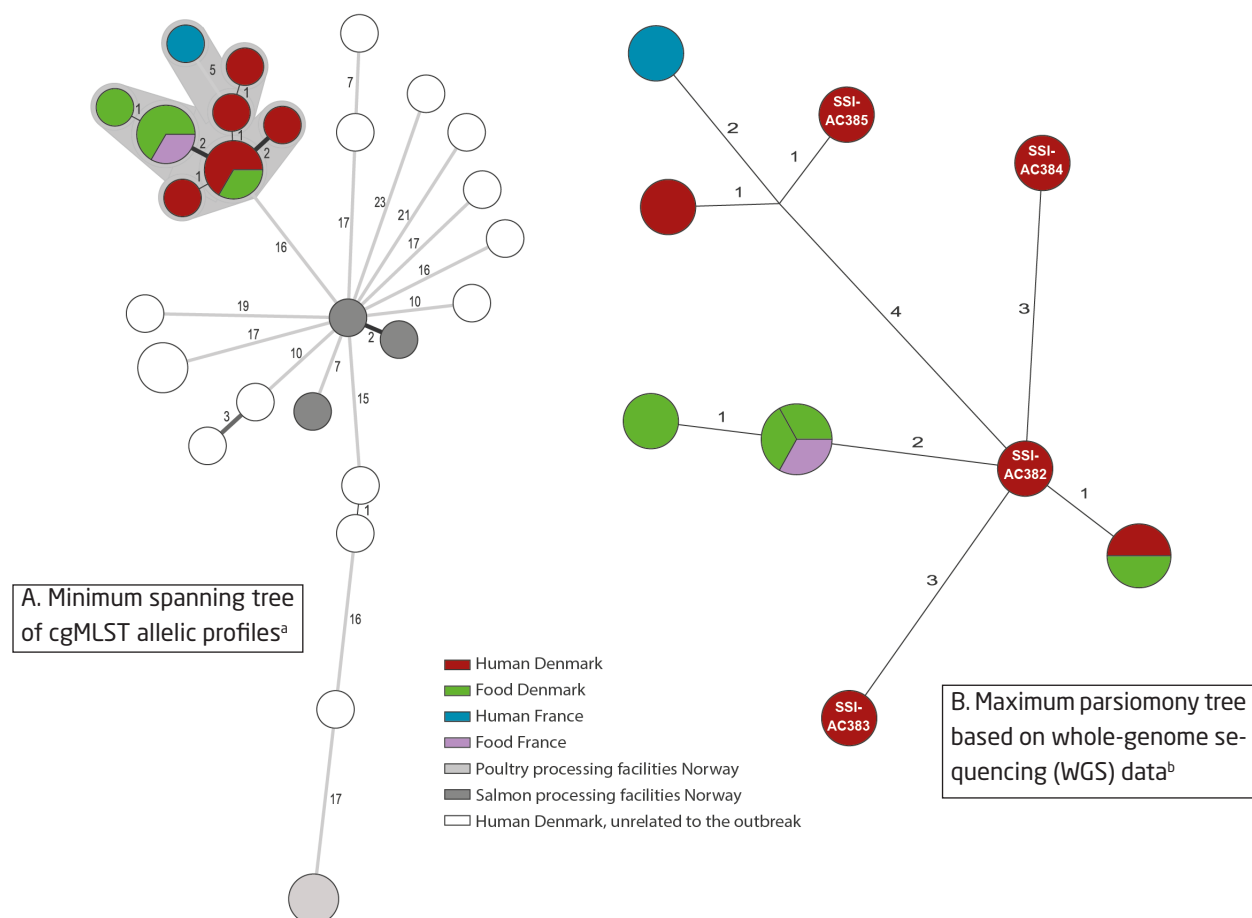 5
1
1
1
2
2
1
7
23
21
17
17
16
16
10
19
17
2
10
7
15
3
1
16
17
A. Minimum spanning tree
of cgMLST allelic profilesª
Human Denmark
Food Denmark
Human France
Food France
Poultry processing facilities Norway
Salmon processing facilities Norway
Human Denmark, unrelated to the outbreak
SSI-
AC385
SSI-
AC384
2
1
1
4
3
1
2
SSI-
AC382
1
3
SSI-
AC383
B. Maximum parsiomony tree
based on whole-genome se-
quencing (WGS) dataᵇ